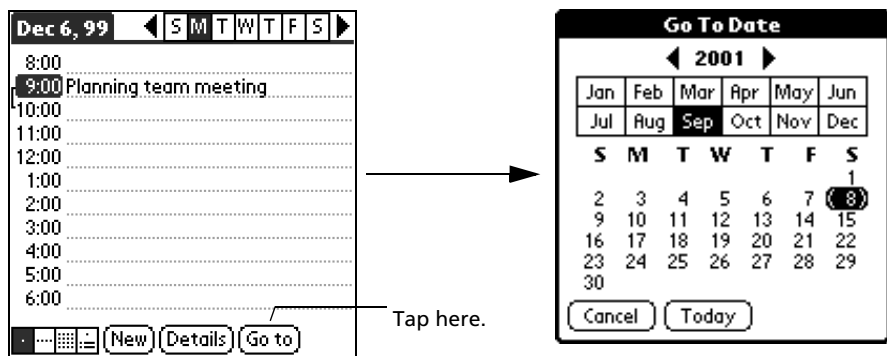 Dec 6, 99 S M T W T F S
8:00
9:00 Planning team meeting
10:00
11:00
12:00
1:00
2:00
3:00
4:00
5:00
6:00
New Details Go to
Tap here.
Go To Date
2001
Jan Feb Mar Apr May Jun
Jul Aug Sep Oct Nov Dec
S M T W T F S
1
2 3 4 5 6 7 8
9 10 11 12 13 14 15
16 17 18 19 20 21 22
23 24 25 26 27 28 29
30
Cancel Today